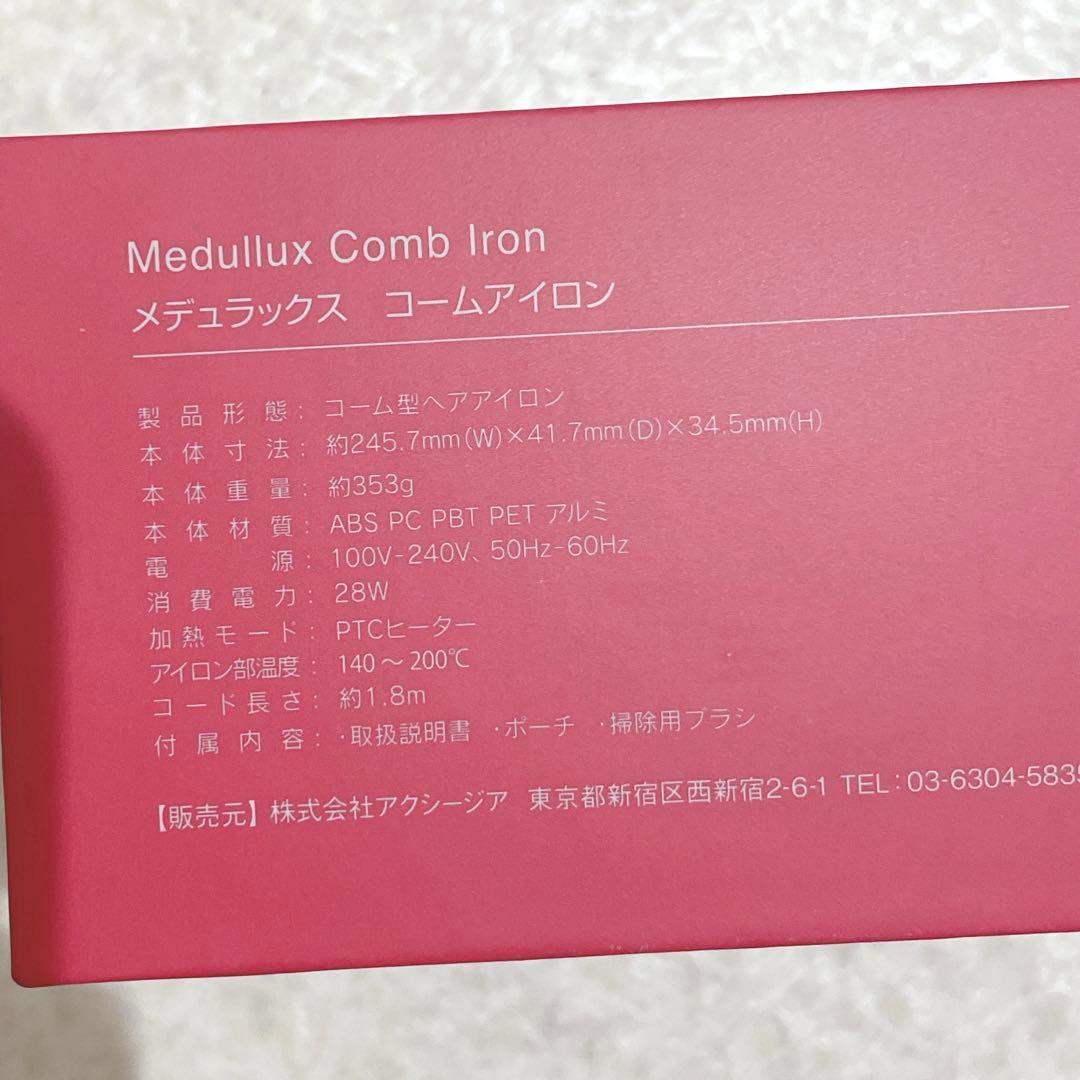 Medullux Comb Iron
メデュラックス コームアイロン
製品形態：コーム型ヘアアイロン
本体寸法：約245.7mm(W)×41.7mm(D)×34.5mm(H)
本体重量：約353g
本体材質：ABS PC PBT PET アルミ
電源：100V-240V、50Hz-60Hz
消費電力：28W
加熱モード：PTCヒーター
アイロン部温度：140～200℃
コード長さ：約1.8m
付属内容：・取扱説明書 ・ポーチ ・掃除用ブラシ
【販売元】株式会社アクシージア 東京都新宿区西新宿2-6-1 TEL：03-6304-5835